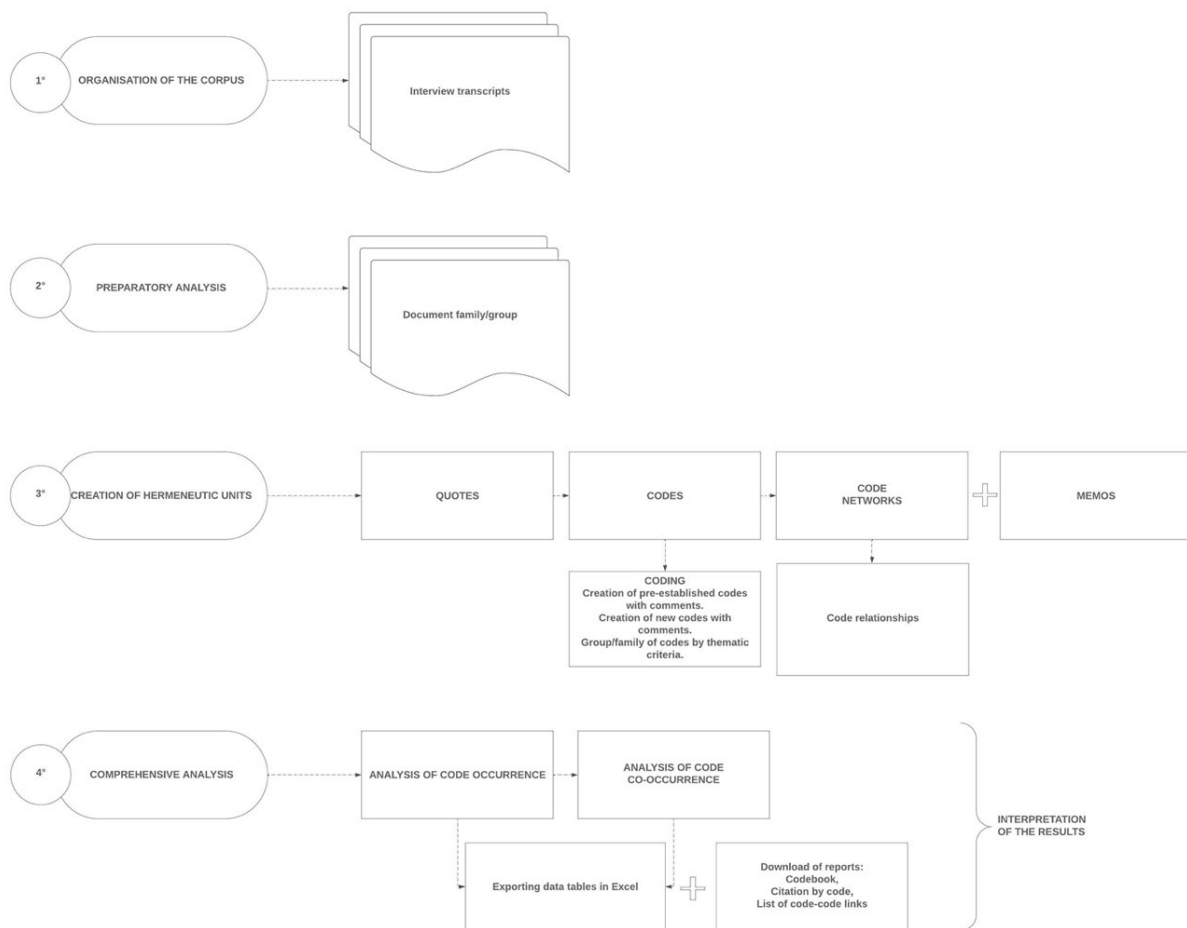 1°
ORGANISATION OF THE CORPUS
Interview transcripts
2°
PREPARATORY ANALYSIS
Document family/group
3°
CREATION OF HERMENEUTIC UNITS
QUOTES
CODES
CODE
NETWORKS
MEMOS
CODING
Creation of pre-established codes
with comments.
Creation of new codes with
comments.
Group/family of codes by thematic
criteria.
Code relationships
4°
COMPREHENSIVE ANALYSIS
ANALYSIS OF CODE OCCURRENCE
ANALYSIS OF CODE
CO-OCCURRENCE
INTERPRETATION
OF THE RESULTS
Exporting data tables in Excel
Download of reports:
Codebook,
Citation by code,
List of code-code links